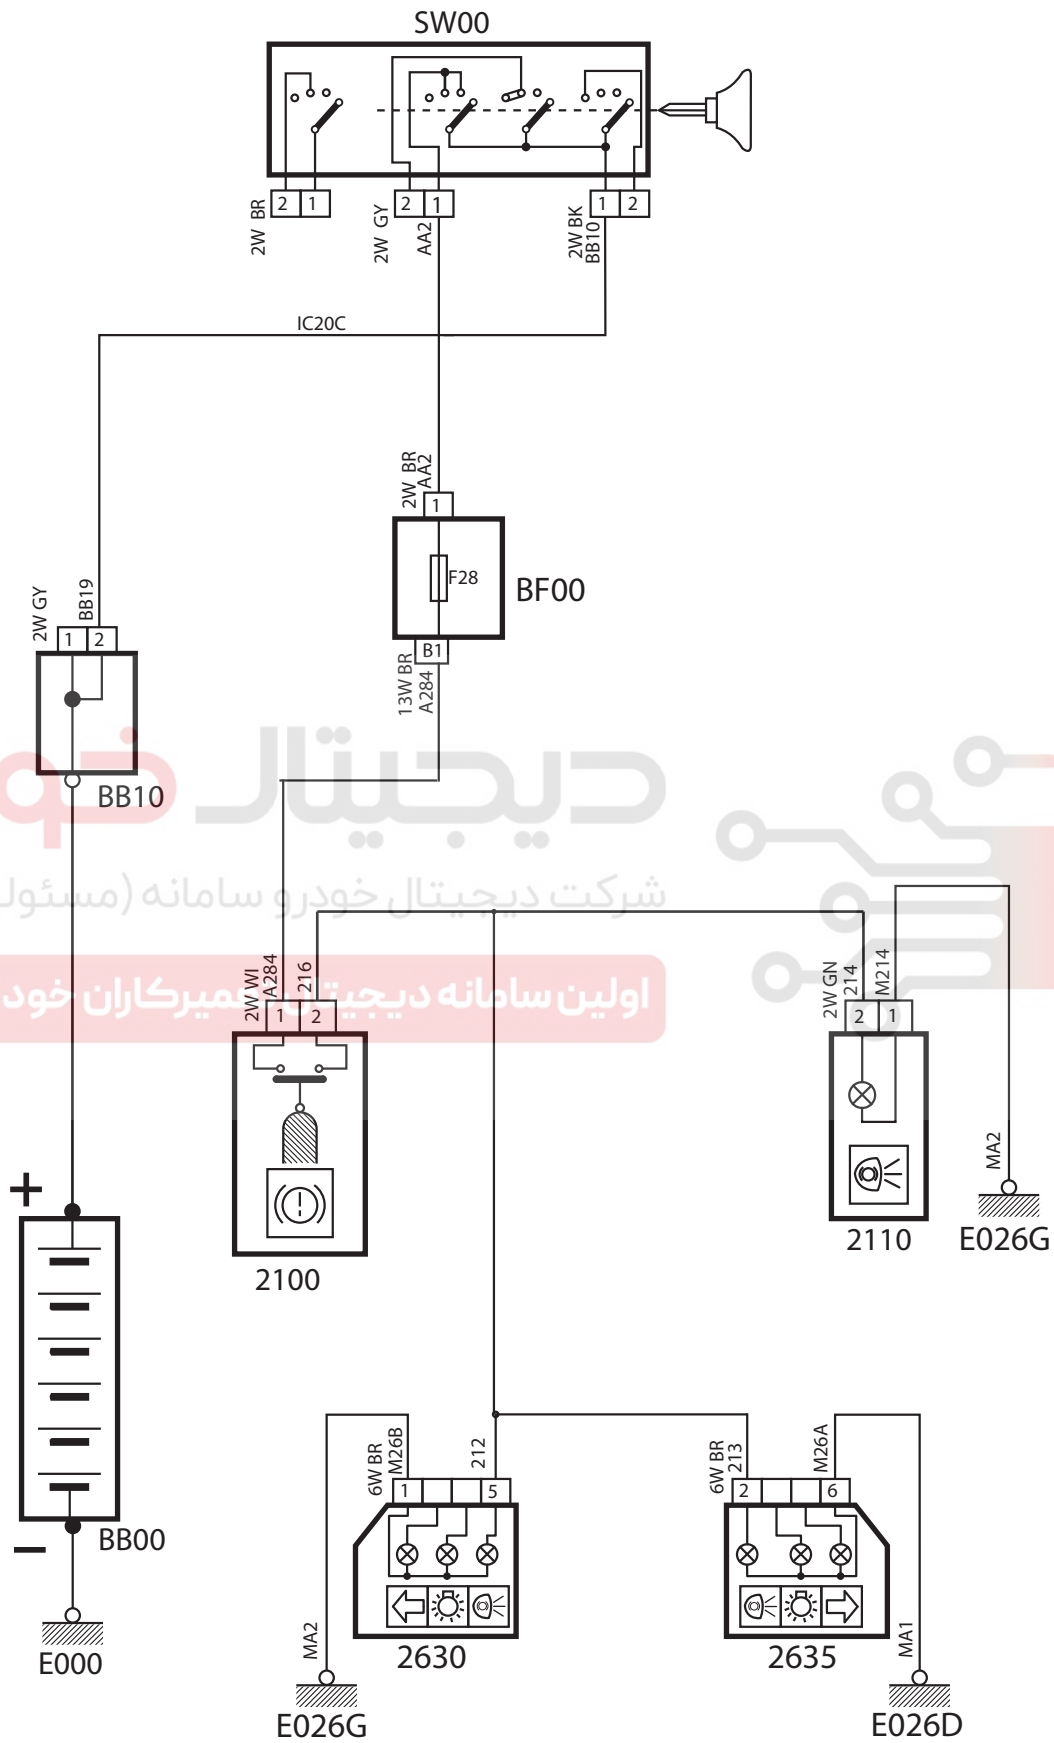 SW00
2 1 2 1 1 2
2W BR
2W GY
AA2
2W BK
BB10
IC20C
2W BR
AA2
1
F28
BF00
B1
13W BR
A284
2W GY
BB19
1 2
BB10
دیجیتال خو
شرکت دیجیتال خودرو سامانه (مسئول
اولین سامانه دیجیتال تعمیرکاران خود
2W WI
A284
216
1 2
2W GN
214
M214
2 1
MA2
E026G
2110
2100
+
−
BB00
E000
6W BR
M26B
212
1 5
6W BR
213
M26A
2 6
2630
2635
MA2
MA1
E026G
E026D